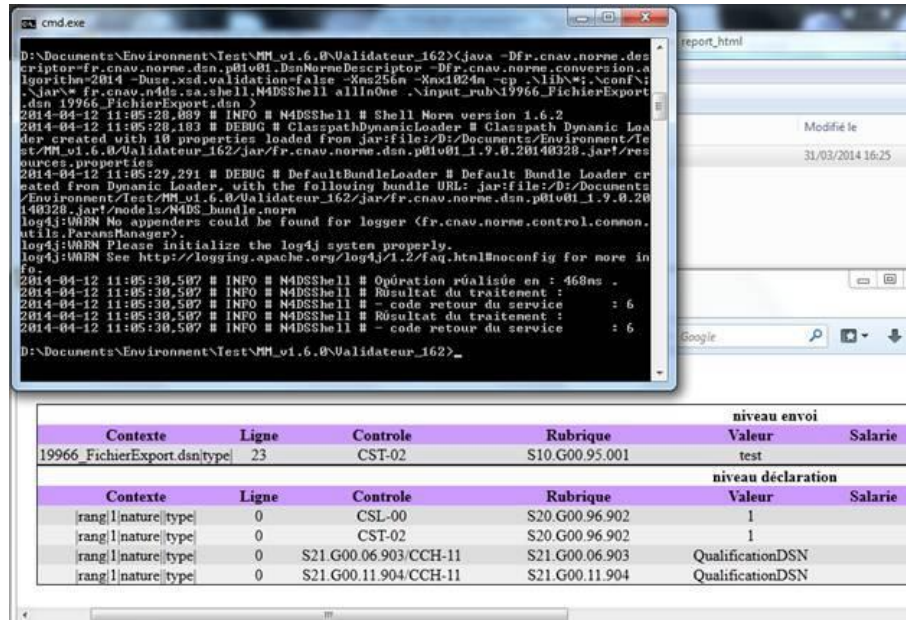 cmd.exe
D:\Documents\Environment\Test\MM_v1.6.0\Validateur_162>(java -Dfr.cnav.norme.des
criptor=fr.cnav.norme.dsn.DsnNormeDescriptor -Dfr.cnav.norme.conversion.a
lgorithm=2014 -Duse.xsd.validation=false -Xms256m -Xmx1024m -cp .\lib\*;.\conf\;
.\jar\* fr.cnav.n4ds.sa.shell.N4DSShell allInOne .\input_rub\19966_FichierExport
.dsn 19966_FichierExport.dsn )
2014-04-12 11:05:28,089 # INFO # N4DSShell # Shell Norm version 1.6.2
2014-04-12 11:05:28,183 # DEBUG # ClasspathDynamicLoader # Classpath Dynamic Loa
der created with 10 properties loaded from jar:file:/D:/Documents/Environment/Te
st/MM_v1.6.0/Validateur_162/jar/fr.cnav.norme.dsn.p01v01_1.9.0.20140328.jar!/res
ources.properties
2014-04-12 11:05:29,291 # DEBUG # DefaultBundleLoader # Default Bundle Loader cr
eated from Dynamic Loader, with the following bundle URL: jar:file:/D:/Documents
/Environment/Test/MM_v1.6.0/Validateur_162/jar/fr.cnav.norme.dsn.p01v01_1.9.0.20
140328.jar!/models/N4DS_bundle.norm
log4j:WARN No appenders could be found for logger (fr.cnav.norme.control.common.
utils.ParamsManager).
log4j:WARN Please initialize the log4j system properly.
log4j:WARN See http://logging.apache.org/log4j/1.2/faq.html#noconfig for more in
fo.
2014-04-12 11:05:30,507 # INFO # N4DSShell # Opúration rúalisúe en : 468ms .
2014-04-12 11:05:30,507 # INFO # N4DSShell # Rúsultat du traitement :
2014-04-12 11:05:30,507 # INFO # N4DSShell # - code retour du service : 6
2014-04-12 11:05:30,507 # INFO # N4DSShell # Rúsultat du traitement :
2014-04-12 11:05:30,507 # INFO # N4DSShell # - code retour du service : 6
D:\Documents\Environment\Test\MM_v1.6.0\Validateur_162>_
report_html
Modifié le
31/03/2014 16:25
Google
niveau envoi
Contexte Ligne Controle Rubrique Valeur Salarie
19966_FichierExport.dsn|type| 23 CST-02 S10.G00.95.001 test
niveau déclaration
Contexte Ligne Controle Rubrique Valeur Salarie
|rang|1|nature||type| 0 CSL-00 S20.G00.96.902 1
|rang|1|nature||type| 0 CST-02 S20.G00.96.902 1
|rang|1|nature||type| 0 S21.G00.06.903/CCH-11 S21.G00.06.903 QualificationDSN
|rang|1|nature||type| 0 S21.G00.11.904/CCH-11 S21.G00.11.904 QualificationDSN